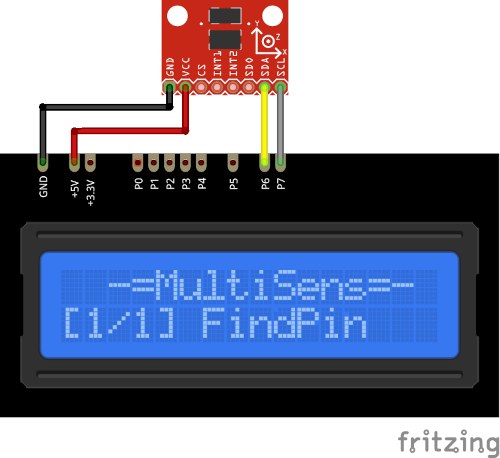 Y
Z
X
GND VCC CS INT1 INT2 SDO SDA SCL
GND +5V +3.3V P0 P1 P2 P3 P4 P5 P6 P7
-=MultiSens=-
[1/1] FindPin
fritzing